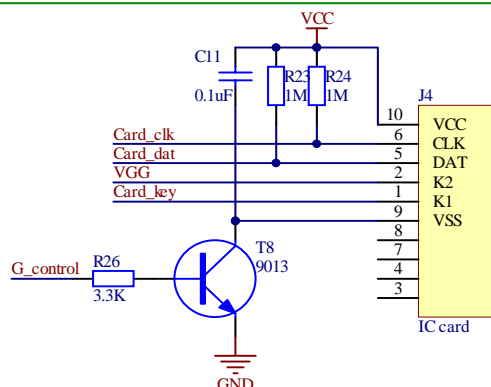 VCC
C11
0.1uF
R23
1M
R24
1M
J4
10 VCC
Card_clk 6 CLK
Card_dat 5 DAT
VGG 2 K2
Card_key 1 K1
9 VSS
8
7
4
3
IC card
T8
9013
G_control
R26
3.3K
GND